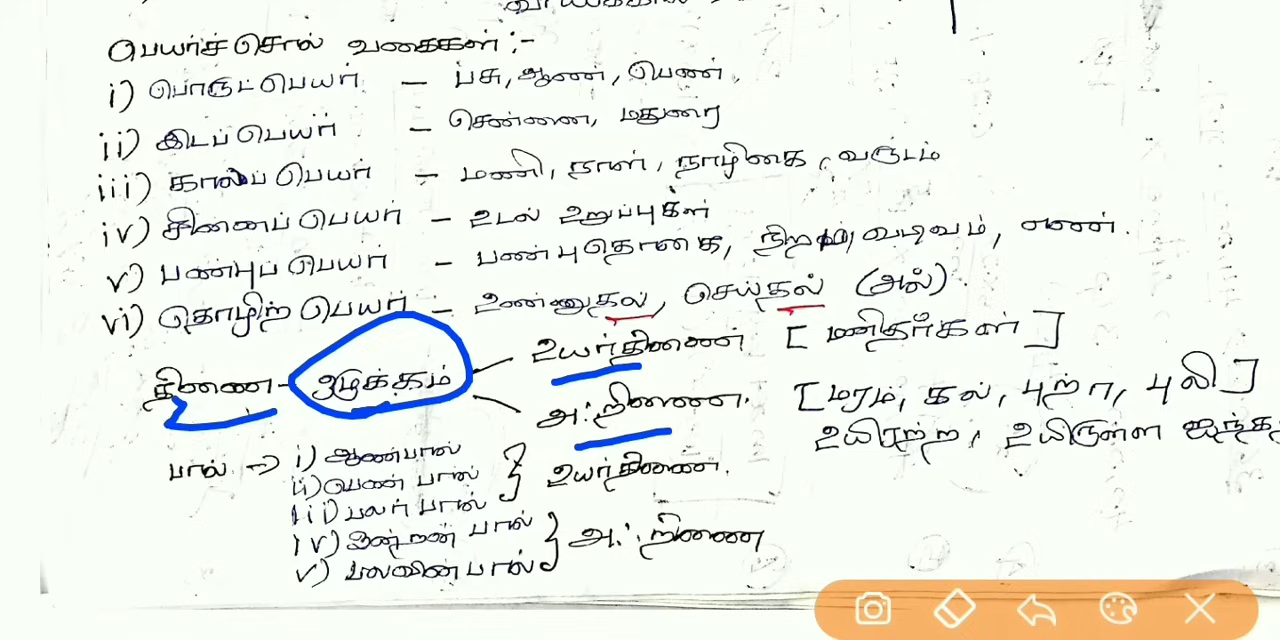 பெயர்ச்சொல் வகைகள் :-
i) பொருட்பெயர் - பசு, ஆண், பெண்,
ii) இடப்பெயர் - சென்னை, மதுரை
iii) காலப்பெயர் - மணி, நாள், நாழிகை, வருடம்
iv) சினைப்பெயர் - உடல் உறுப்புகள்
v) பண்புப்பெயர் - பண்புதொகை, நிறம், வடிவம், எண்.
vi) தொழிற்பெயர் - உண்ணுதல், செய்தல் (அல்)
திணை - ஒழுக்கம் உயர்திணை [மனிதர்கள்]
அஃறிணை. [மரம், கல், புறா, புலி]
உயிரற்ற, உயிருள்ள
பால் -> i) ஆண்பால்
ii) பெண் பால் } உயர்திணை.
iii) பலர் பால்
iv) ஒன்றன் பால் } அஃறிணை
v) பலவின்பால்